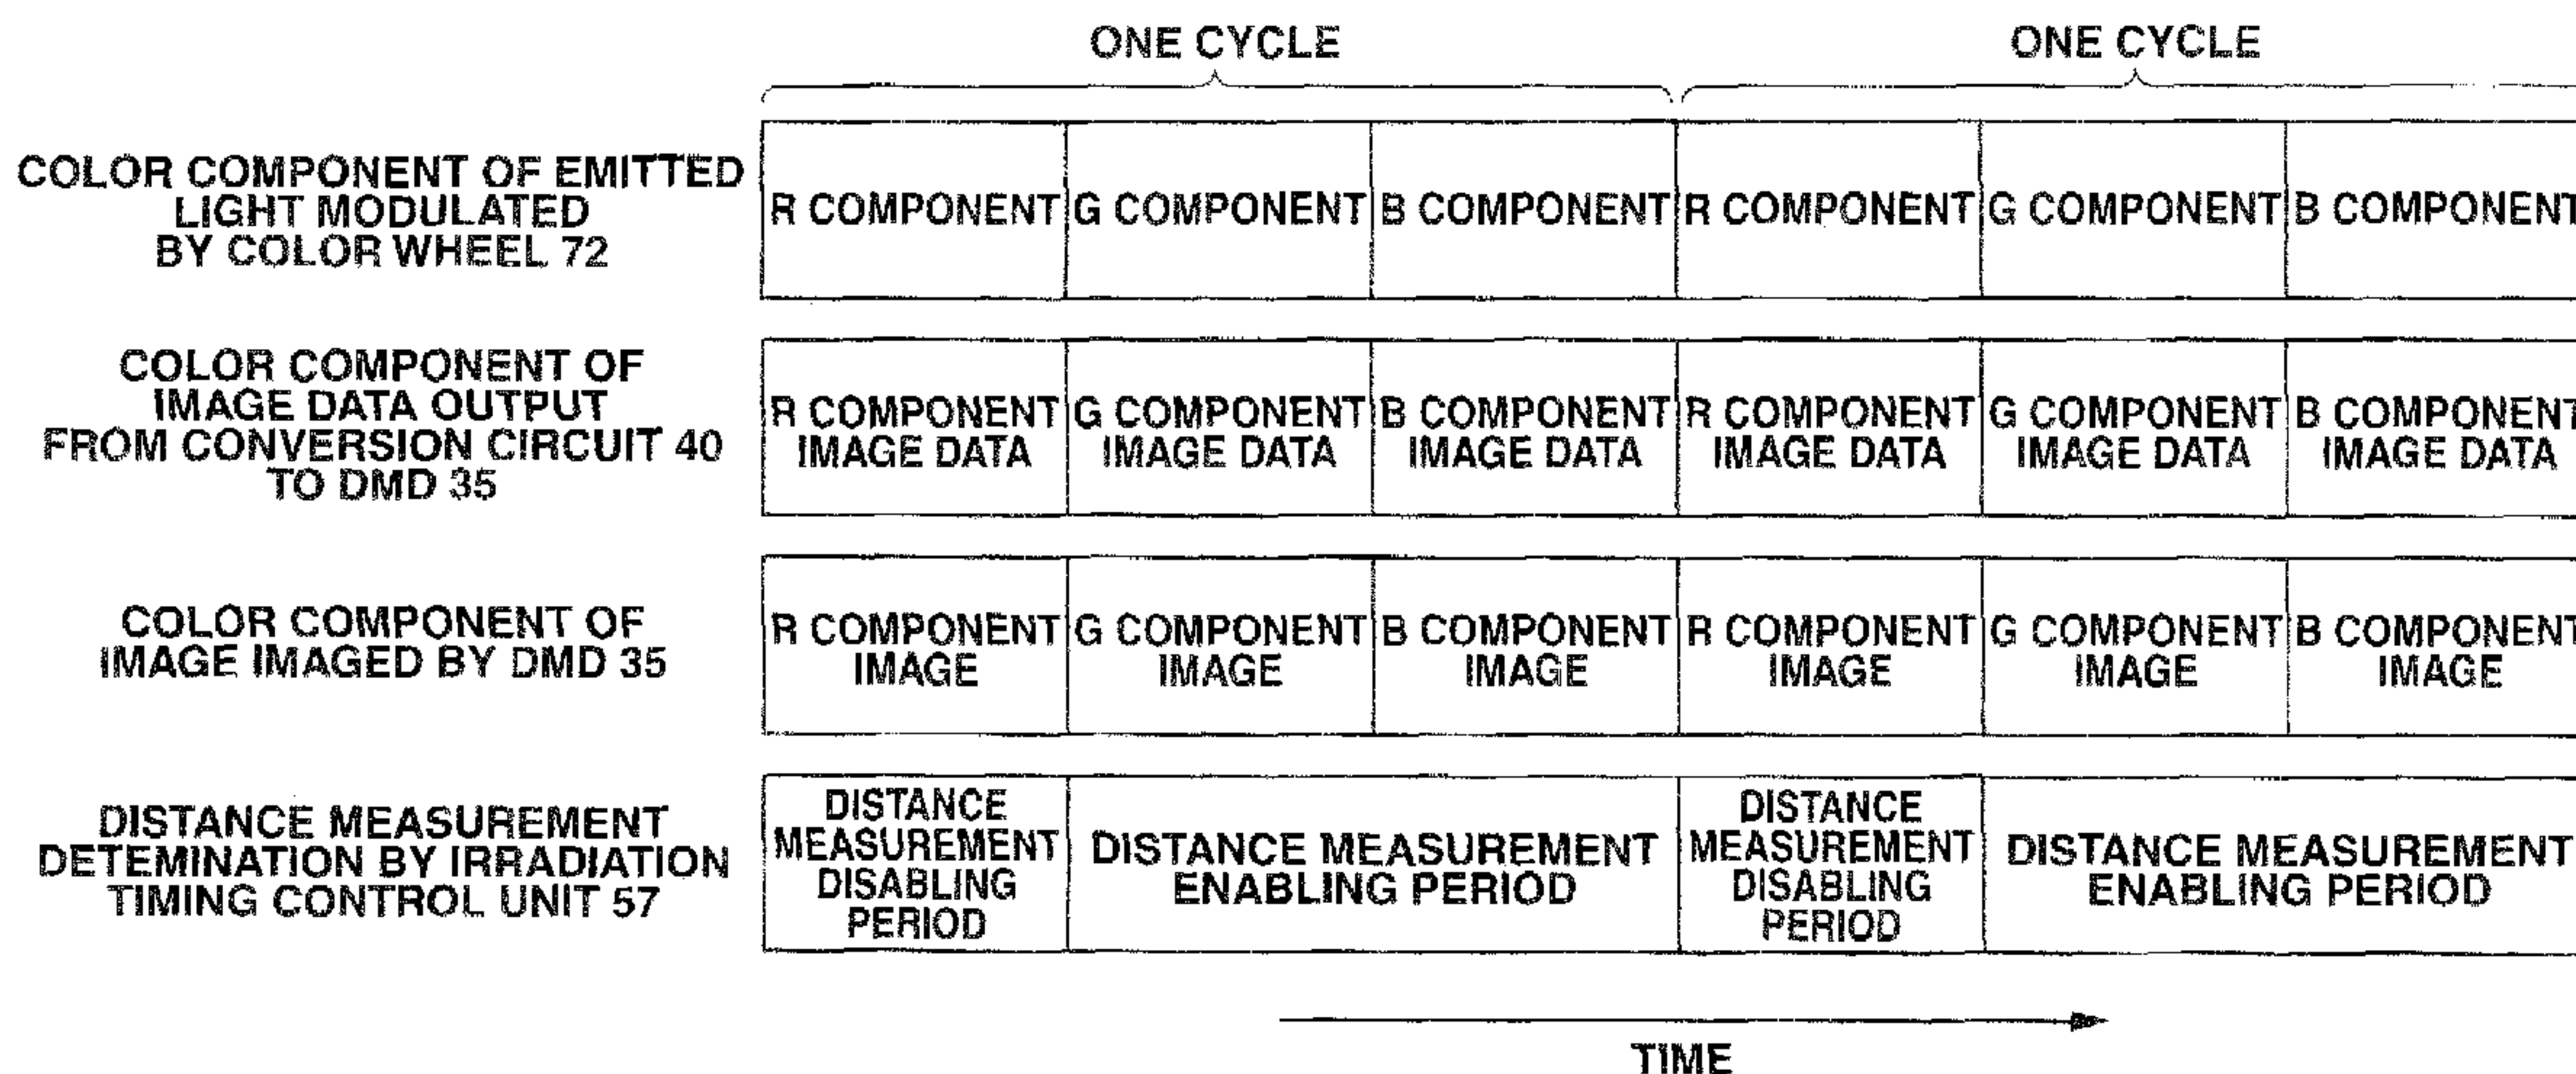 ONE CYCLE
ONE CYCLE
COLOR COMPONENT OF EMITTED
LIGHT MODULATED
BY COLOR WHEEL 72
R COMPONENT
G COMPONENT
B COMPONENT
R COMPONENT
G COMPONENT
B COMPONENT
COLOR COMPONENT OF
IMAGE DATA OUTPUT
FROM CONVERSION CIRCUIT 40
TO DMD 35
R COMPONENT
IMAGE DATA
G COMPONENT
IMAGE DATA
B COMPONENT
IMAGE DATA
R COMPONENT
IMAGE DATA
G COMPONENT
IMAGE DATA
B COMPONENT
IMAGE DATA
COLOR COMPONENT OF
IMAGE IMAGED BY DMD 35
R COMPONENT
IMAGE
G COMPONENT
IMAGE
B COMPONENT
IMAGE
R COMPONENT
IMAGE
G COMPONENT
IMAGE
B COMPONENT
IMAGE
DISTANCE MEASUREMENT
DETEMINATION BY IRRADIATION
TIMING CONTROL UNIT 57
DISTANCE
MEASUREMENT
DISABLING
PERIOD
DISTANCE MEASUREMENT
ENABLING PERIOD
DISTANCE
MEASUREMENT
DISABLING
PERIOD
DISTANCE MEASUREMENT
ENABLING PERIOD
TIME